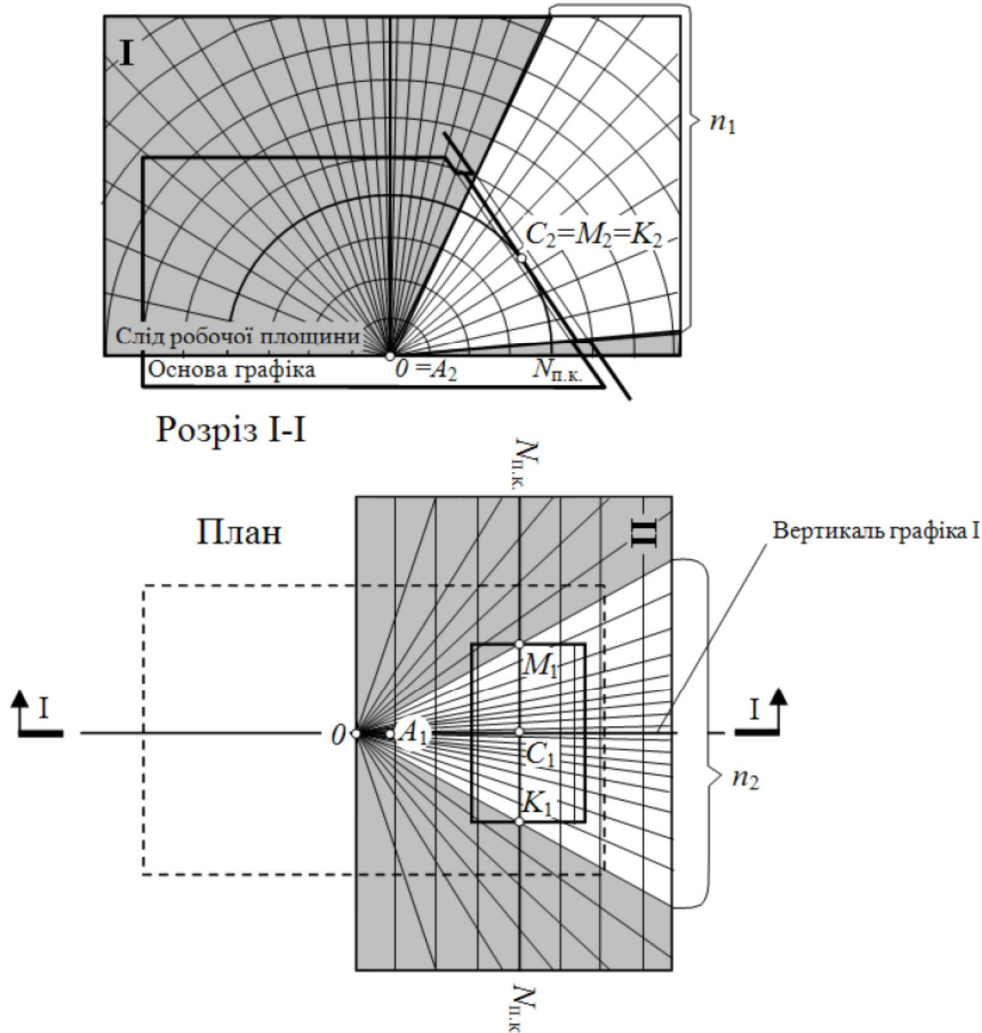 I
n₁
C₂=M₂=K₂
Слід робочої площини
Основа графіка
0 =A₂
Nп.к.
Розріз І-І
Nп.к.
План
II
Вертикаль графіка І
M₁
I
I
0
A₁
C₁
n₂
K₁
Nп.к